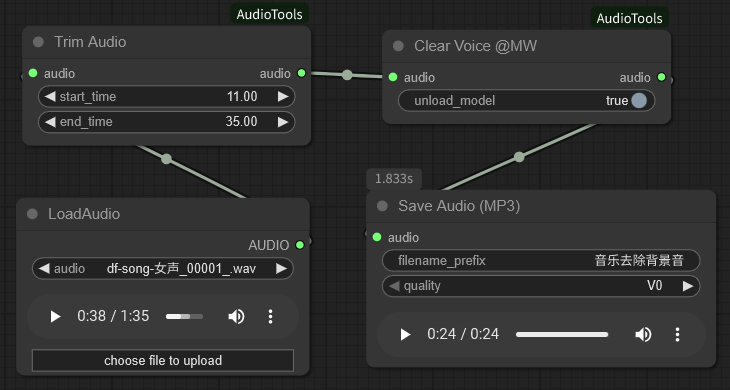 AudioTools
Trim Audio
audio audio
start_time 11.00
end_time 35.00
AudioTools
Clear Voice @MW
audio audio
unload_model true
LoadAudio
AUDIO
audio df-song-女声_00001_.wav
0:38 / 1:35
choose file to upload
1.833s
Save Audio (MP3)
audio
filename_prefix 音乐去除背景音
quality V0
0:24 / 0:24